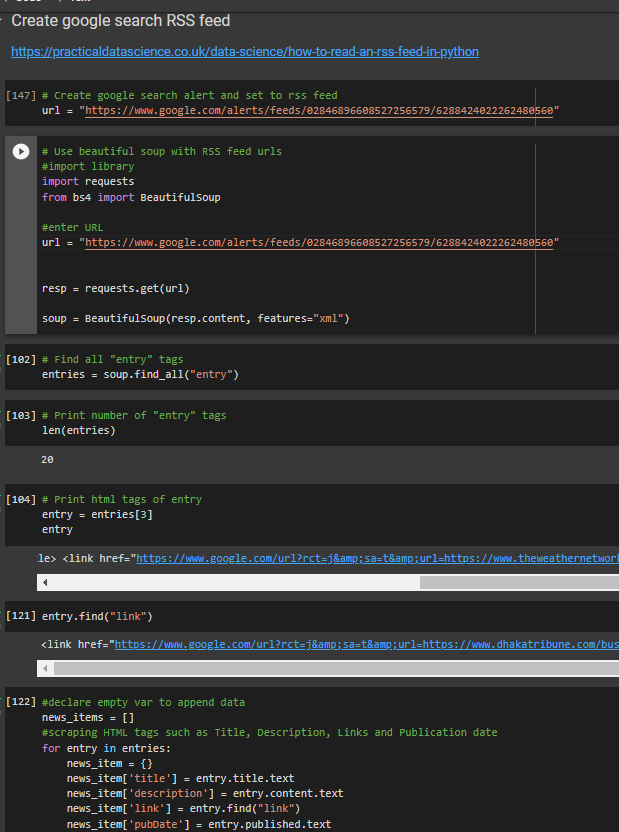 Create google search RSS feed
https://practicaldatascience.co.uk/data-science/how-to-read-an-rss-feed-in-python
[147] # Create google search alert and set to rss feed
url = "https://www.google.com/alerts/feeds/02846896608527256579/6288424022262480560"
# Use beautiful soup with RSS feed urls
#import library
import requests
from bs4 import BeautifulSoup
#enter URL
url = "https://www.google.com/alerts/feeds/02846896608527256579/6288424022262480560"
resp = requests.get(url)
soup = BeautifulSoup(resp.content, features="xml")
[102] # Find all "entry" tags
entries = soup.find_all("entry")
[103] # Print number of "entry" tags
len(entries)
20
[104] # Print html tags of entry
entry = entries[3]
entry
le> <link href="https://www.google.com/url?rct=j&amp;sa=t&amp;url=https://www.theweathernetwor
[121] entry.find("link")
<link href="https://www.google.com/url?rct=j&amp;sa=t&amp;url=https://www.dhakatribune.com/bus
[122] #declare empty var to append data
news_items = []
#scraping HTML tags such as Title, Description, Links and Publication date
for entry in entries:
news_item = {}
news_item['title'] = entry.title.text
news_item['description'] = entry.content.text
news_item['link'] = entry.find("link")
news_item['pubDate'] = entry.published.text